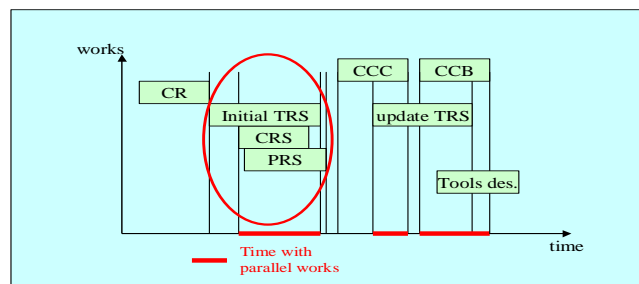 works
CCC
CCB
CR
Initial TRS
update TRS
CRS
PRS
Tools des.
time
Time with
parallel works